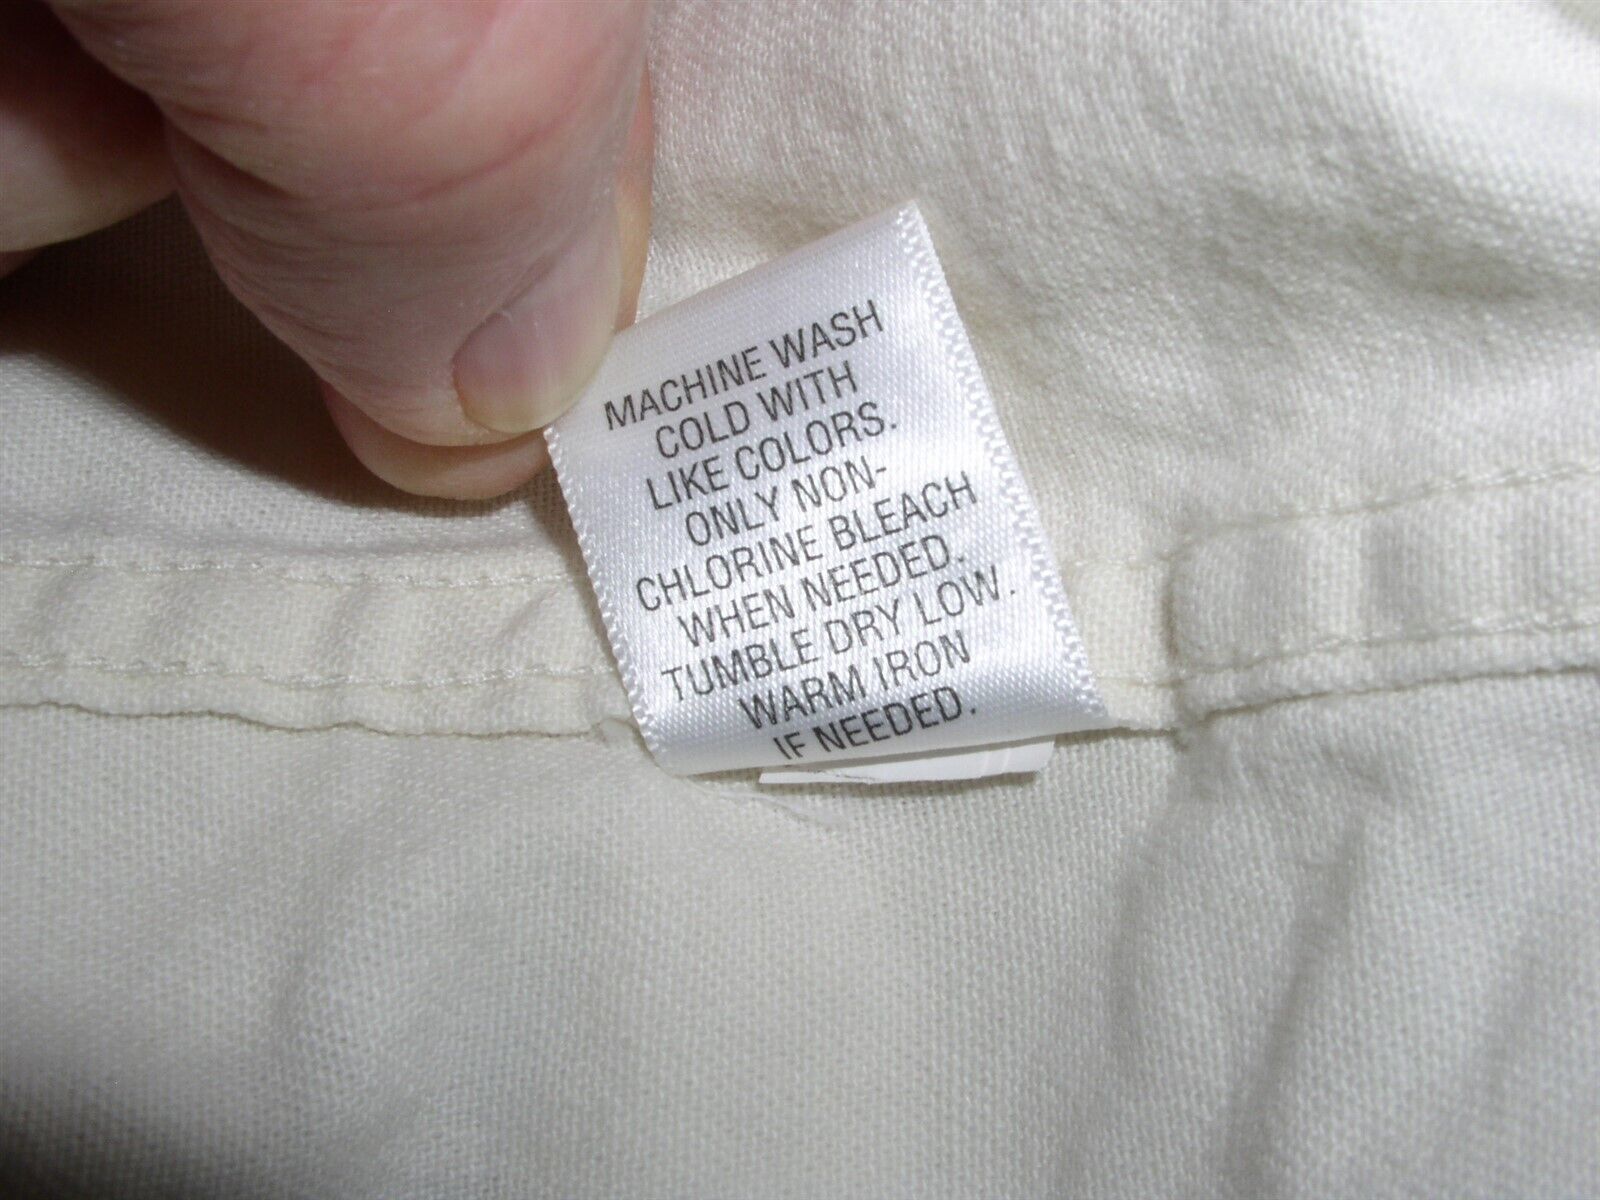 MACHINE WASH
COLD WITH
LIKE COLORS.
ONLY NON-
CHLORINE BLEACH
WHEN NEEDED.
TUMBLE DRY LOW.
WARM IRON
IF NEEDED.